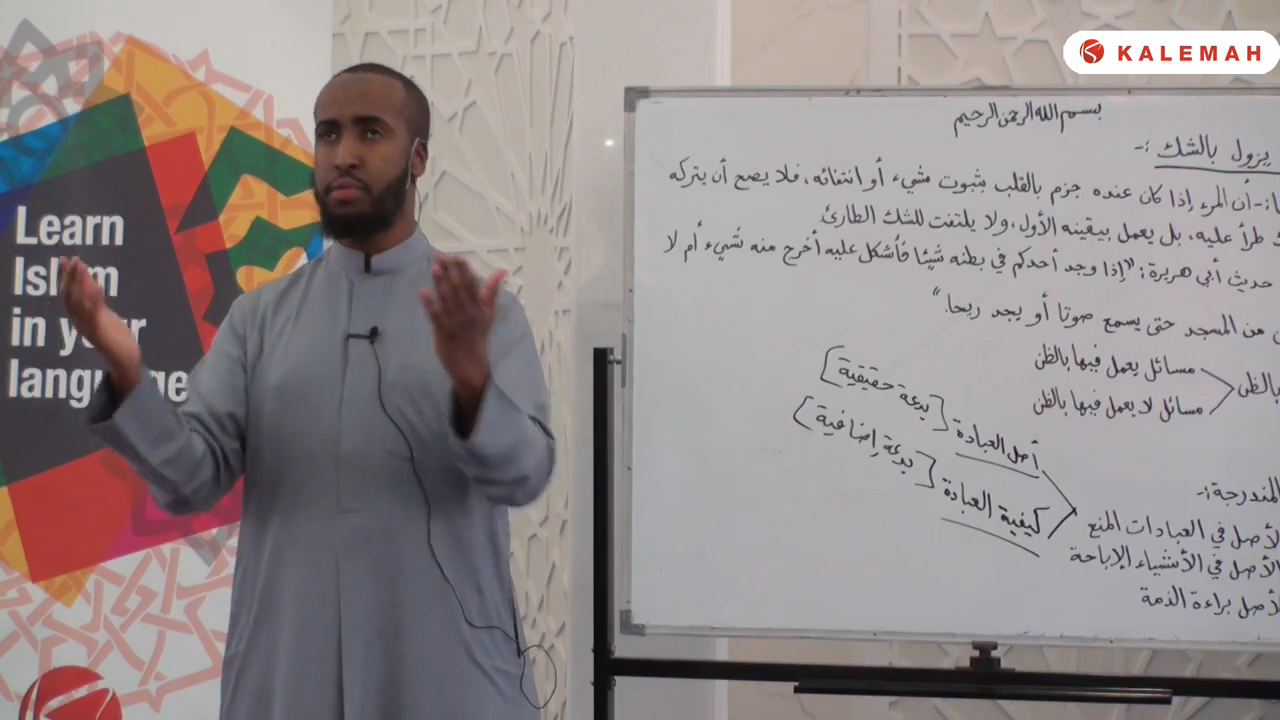 KALEMAH
Learn
Islam
in your
language
بسم الله الرحمن الرحيم
يزول بالشك :-
:- أن المرء إذا كان عنده جزم بالقلب بثبوت شيء أو انتفائه، فلا يصح أن يتركه
طرأ عليه، بل يعمل بيقينه الأول، ولا يلتفت للشك الطارئ
حديث أبي هريرة: "إذا وجد أحدكم في بطنه شيئا فأشكل عليه أخرج منه شيء أم لا
من المسجد حتى يسمع صوتا أو يجد ريحا."
مسائل يعمل فيها بالظن
بالظن
مسائل لا يعمل فيها بالظن
أصل العبادة [بدعة حقيقية]
كيفية العبادة [بدعة إضافية]
المندرجة :-
الأصل في العبادات المنع
الأصل في الأشياء الإباحة
لأصل براءة الذمة